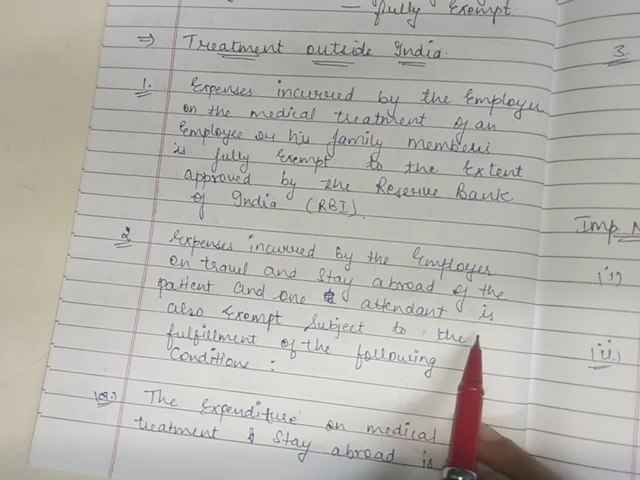 — fully Exempt
⇒ Treatment outside India
3.
1. Expenses incurred by the Employer
on the medical treatment of an
Employee or his family members
is fully exempt to the extent
approved by the Reserve Bank
of India (RBI).
Imp N
2 Expenses incurred by the Employer
(i)
on travel and stay abroad of the
patient and one attendant is
also Exempt subject to the
(ii)
fulfillment of the following
Conditions :
(a) The Expenditure on medical
treatment & stay abroad is